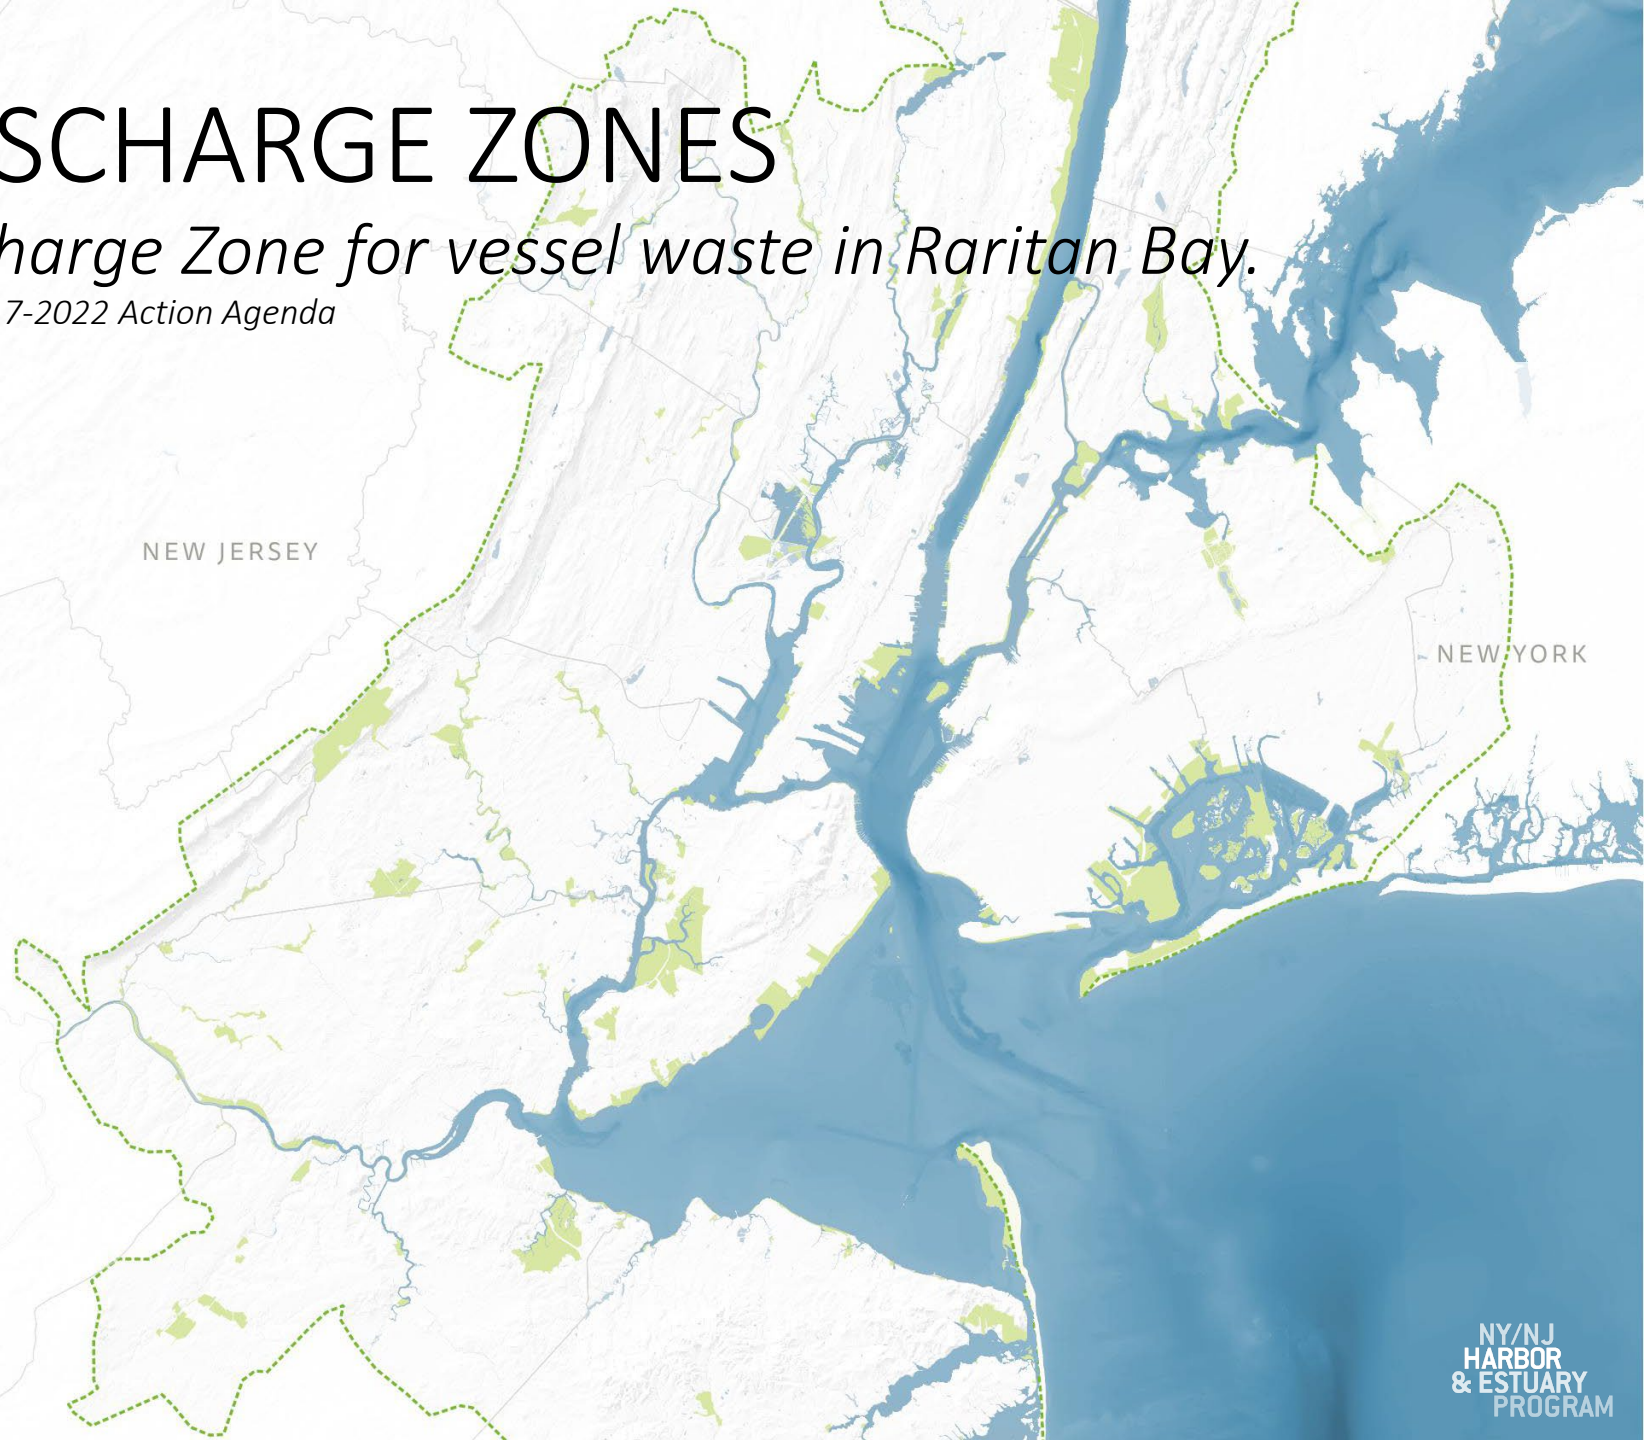 SCHARGE ZONES
harge Zone for vessel waste in Raritan Bay.
7-2022 Action Agenda
NEW JERSEY
NEW YORK
NY/NJ
HARBOR
& ESTUARY
PROGRAM